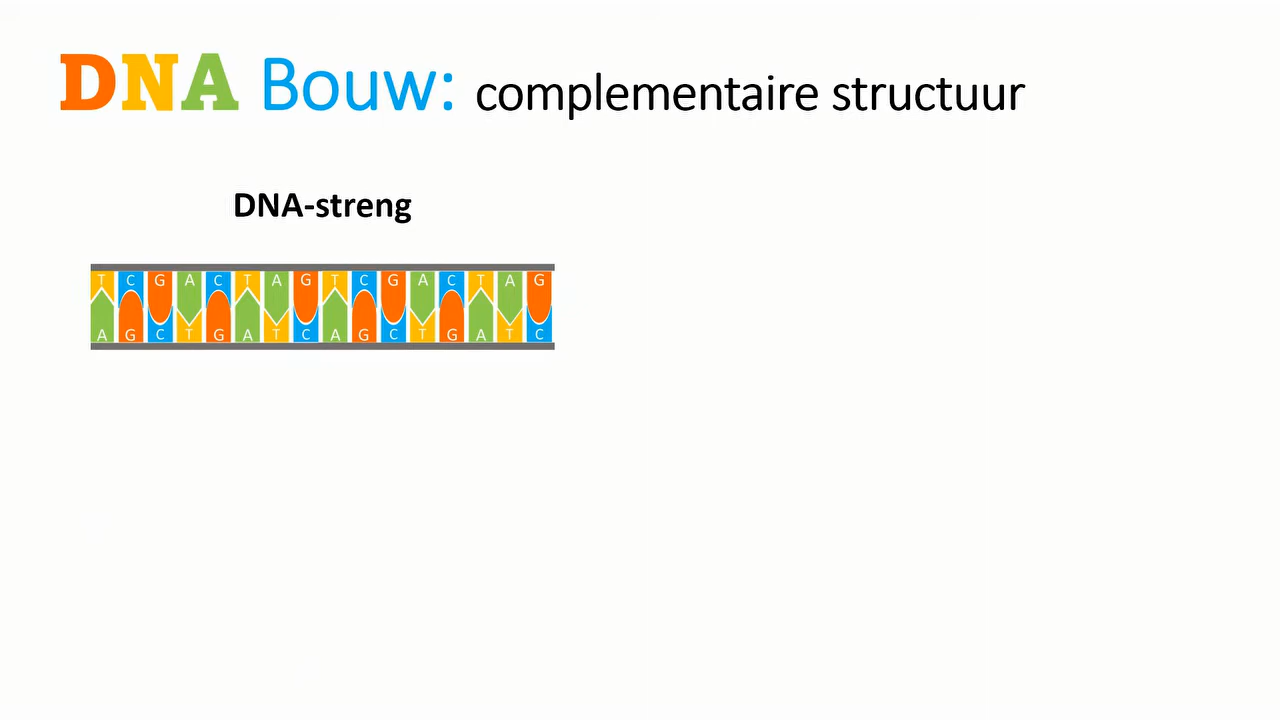 DNA Bouw: complementaire structuur
DNA-streng
T C G A C T A G T C G A C T A G
A G C T G A T C A G C T G A T C